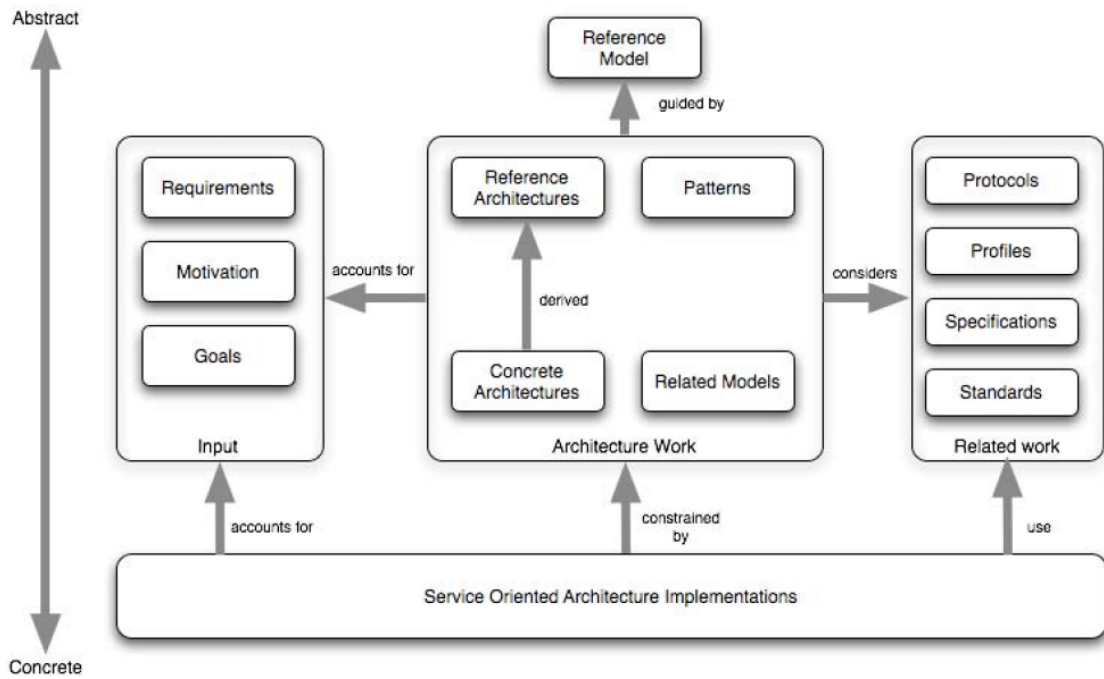 Abstract
Reference
Model
guided by
Requirements
Motivation
Goals
Input
accounts for
Reference
Architectures
Patterns
derived
Concrete
Architectures
Related Models
Architecture Work
considers
Protocols
Profiles
Specifications
Standards
Related work
accounts for
constrained
by
use
Service Oriented Architecture Implementations
Concrete